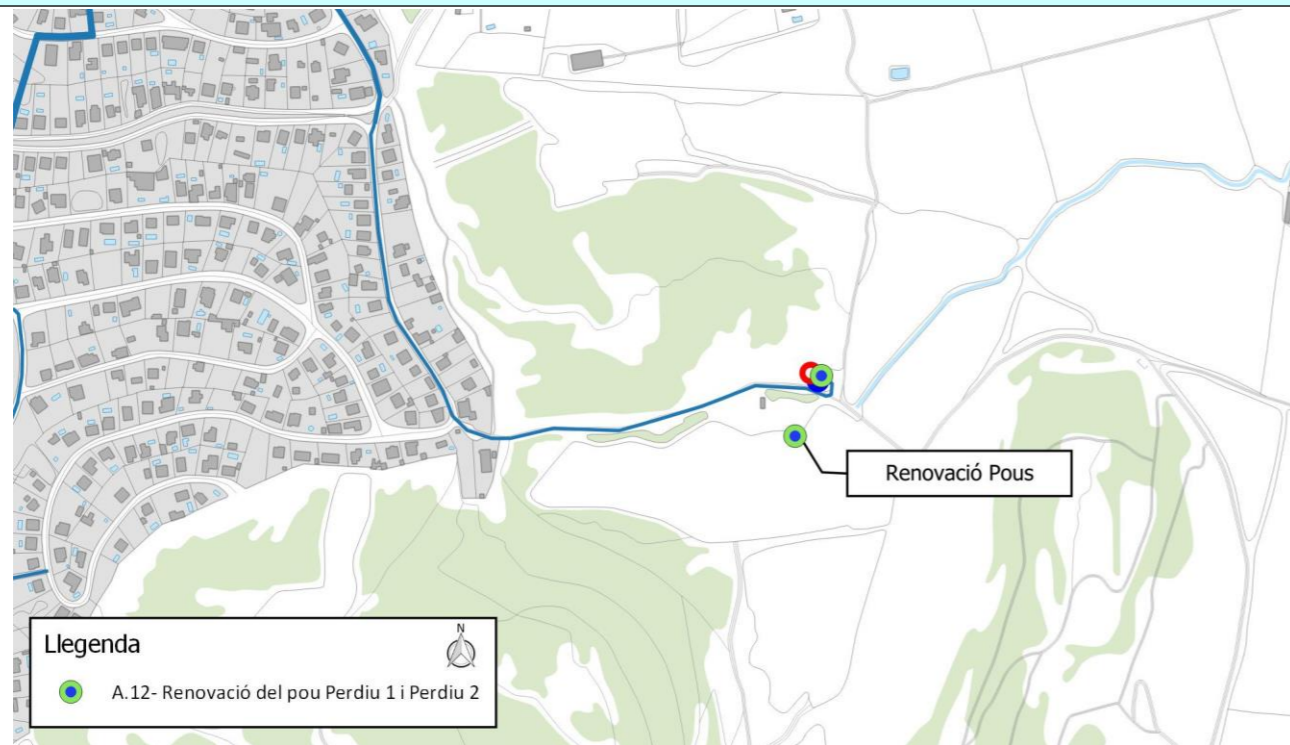 Renovació Pous
Llegenda
N
A.12- Renovació del pou Perdiu 1 i Perdiu 2